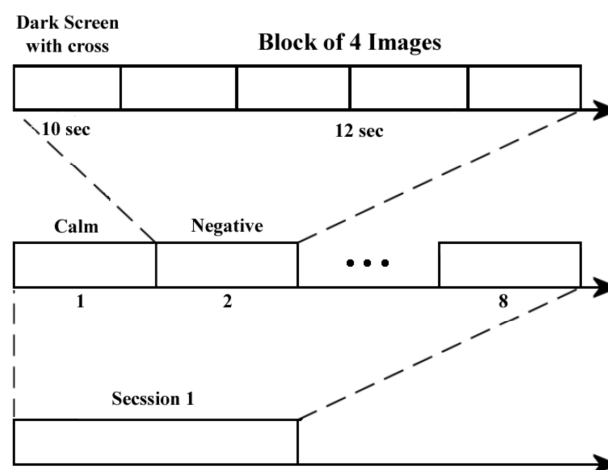 Dark Screen
with cross
Block of 4 Images
10 sec
12 sec
Calm
Negative
1
2
8
Secssion 1